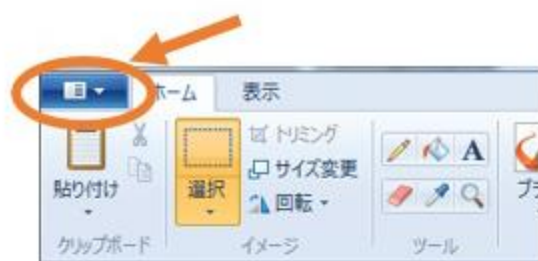 ホーム 表示
トリミング
サイズ変更
回転
貼り付け
選択
A
クリップボード イメージ ツール